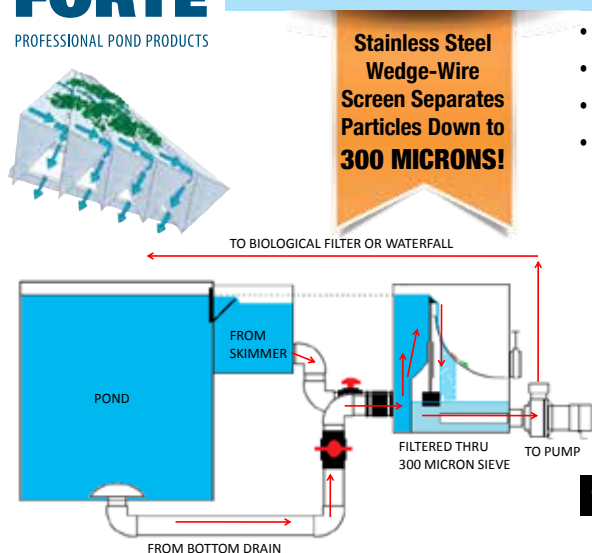 FORTE
PROFESSIONAL POND PRODUCTS
Stainless Steel
Wedge-Wire
Screen Separates
Particles Down to
300 MICRONS!
TO BIOLOGICAL FILTER OR WATERFALL
FROM
SKIMMER
POND
FILTERED THRU
300 MICRON SIEVE
TO PUMP
FROM BOTTOM DRAIN